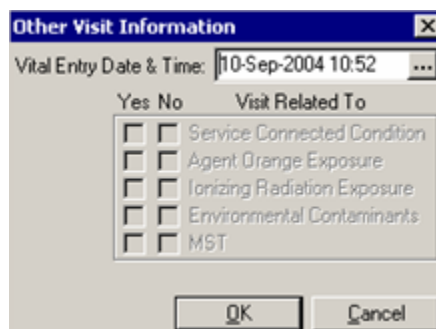 Other Visit Information
Vital Entry Date & Time: 10-Sep-2004 10:52 ...
Yes No Visit Related To
Service Connected Condition
Agent Orange Exposure
Ionizing Radiation Exposure
Environmental Contaminants
MST
OK Cancel